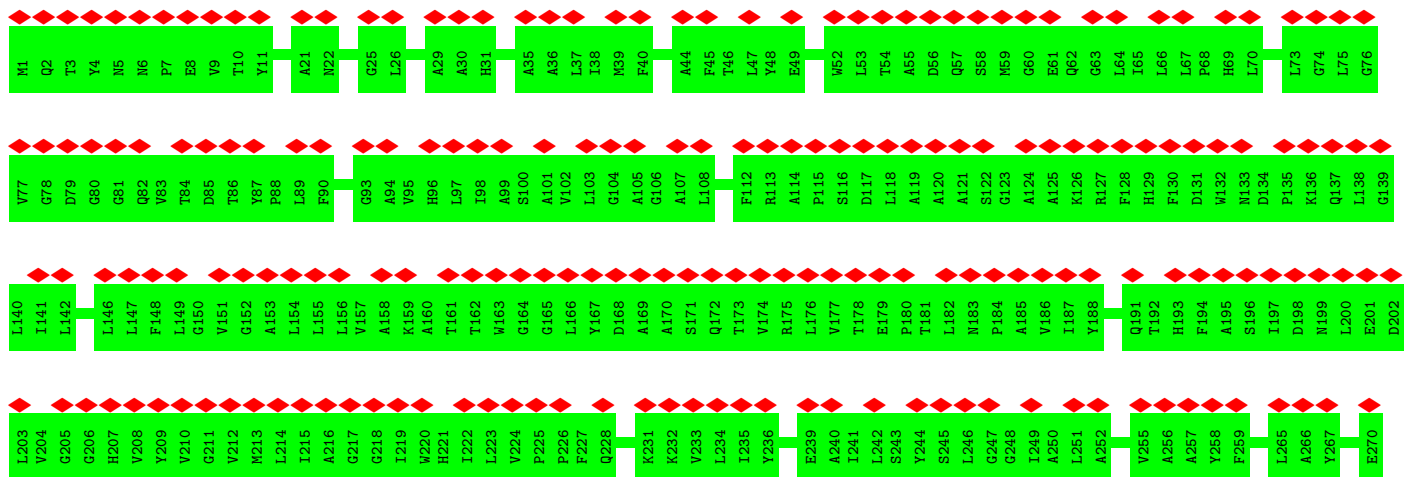 M1 Q2 T3 Y4 N5 N6 P7 E8 V9 T10 Y11 A21 N22 G25 L26 A29 A30 H31 A35 A36 L37 I38 M39 F40 A44 F45 T46 L47 Y48 E49 W52 L53 T54 A55 D56 Q57 S58 M59 G60 E61 Q62 G63 L64 I65 L66 L67 P68 H69 L70 L73 G74 L75 G76
V77 G78 D79 G80 G81 Q82 V83 T84 D85 T86 Y87 P88 L89 F90 G93 A94 V95 H96 L97 I98 A99 S100 A101 V102 L103 G104 A105 G106 A107 L108 F112 R113 A114 P115 S116 D117 L118 A119 A120 A121 S122 G123 A124 A125 K126 R127 F128 H129 F130 D131 W132 N133 D134 P135 K136 Q137 L138 G139
L140 I141 L142 L146 L147 F148 L149 G150 V151 G152 A153 L154 L155 L156 V157 A158 K159 A160 T161 T162 W163 G164 G165 L166 Y167 D168 A169 A170 S171 Q172 T173 V174 R175 L176 V177 T178 E179 P180 T181 L182 N183 P184 A185 V186 I187 Y188 Q191 T192 H193 F194 A195 S196 I197 D198 N199 L200 E201 D202
L203 V204 G205 G206 H207 V208 Y209 V210 G211 V212 M213 L214 I215 A216 G217 G218 I219 W220 H221 I222 L223 V224 P225 P226 F227 Q228 K231 K232 V233 L234 I235 Y236 E239 A240 I241 L242 S243 Y244 S245 L246 G247 G248 I249 A250 L251 A252 V255 A256 A257 Y258 F259 L265 A266 Y267 E270